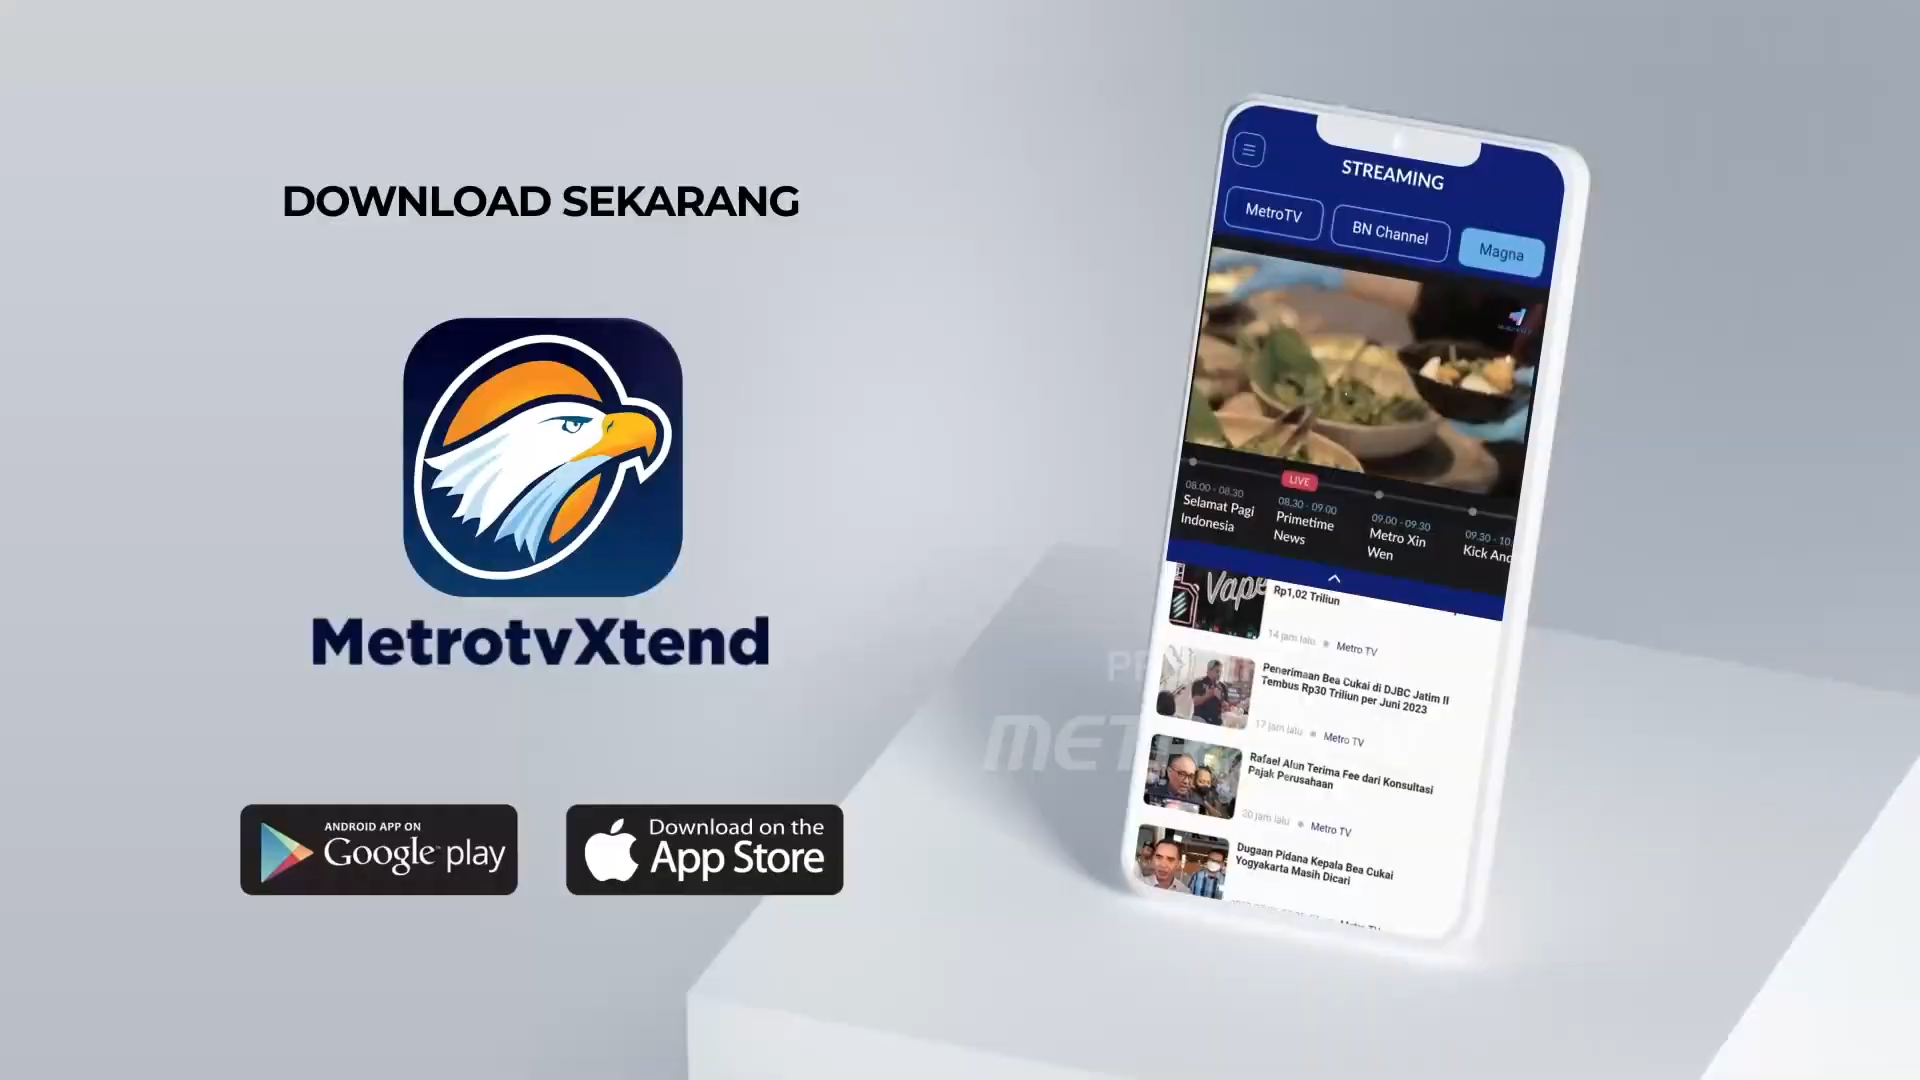 DOWNLOAD SEKARANG
MetrotvXtend
ANDROID APP ON
Google play
Download on the
App Store
STREAMING
MetroTV
BN Channel
Magna
LIVE
08.00 - 08.30
Selamat Pagi
Indonesia
08.30 - 09.00
Primetime
News
09.00 - 09.30
Metro Xin
Wen
09.30 - 10.
Kick And
Vape
Rp1,02 Triliun
14 jam lalu
Metro TV
Penerimaan Bea Cukai di DJBC Jatim II
Tembus Rp30 Triliun per Juni 2023
17 jam lalu
Metro TV
Rafael Alun Terima Fee dari Konsultasi
Pajak Perusahaan
20 jam lalu
Metro TV
Dugaan Pidana Kepala Bea Cukai
Yogyakarta Masih Dicari